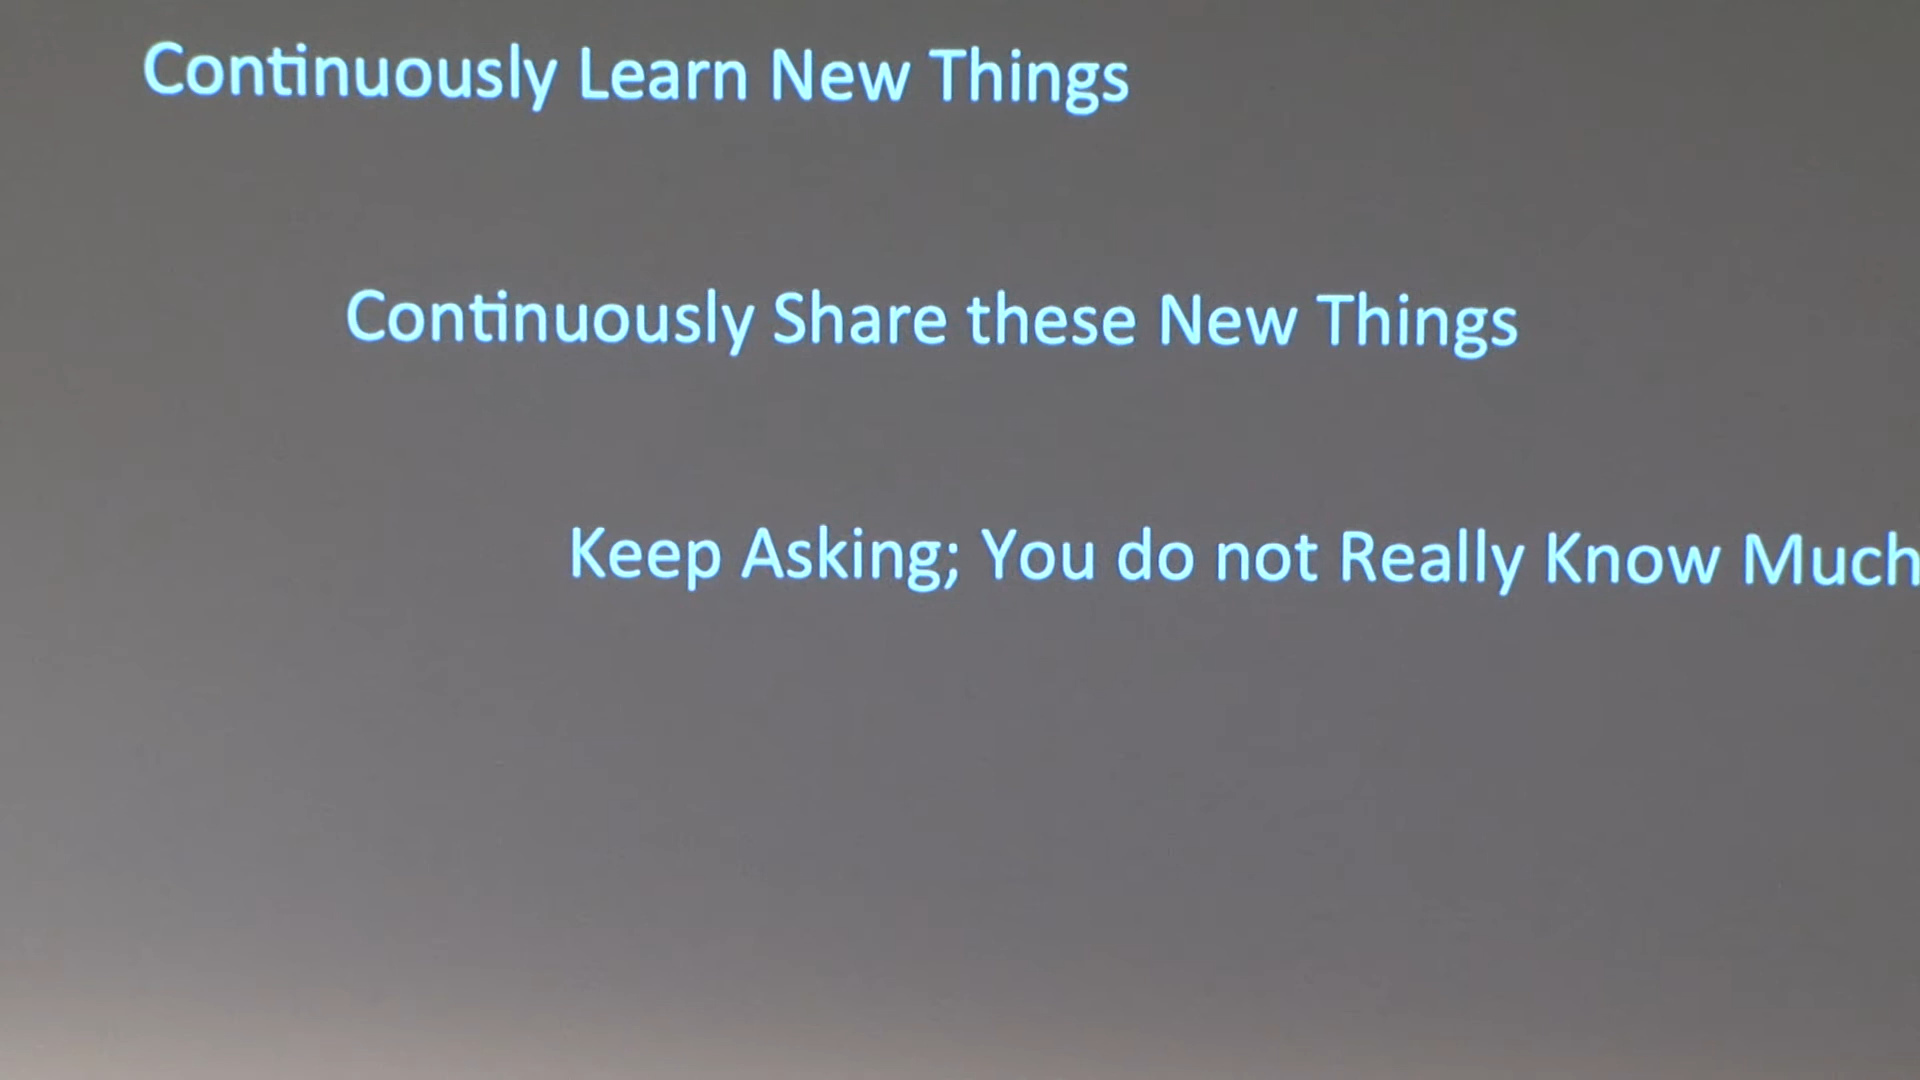 Continuously Learn New Things
Continuously Share these New Things
Keep Asking; You do not Really Know Much